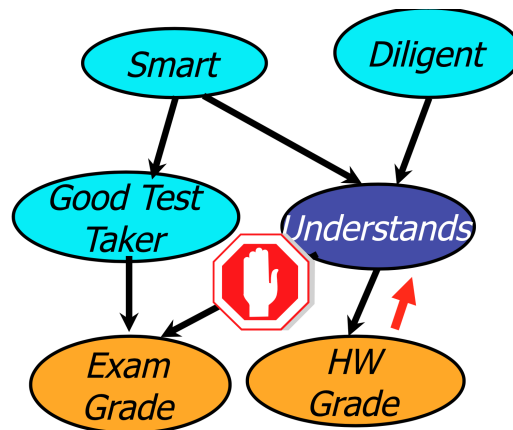 Smart
Diligent
Good Test
Taker
Understands
Exam
Grade
HW
Grade